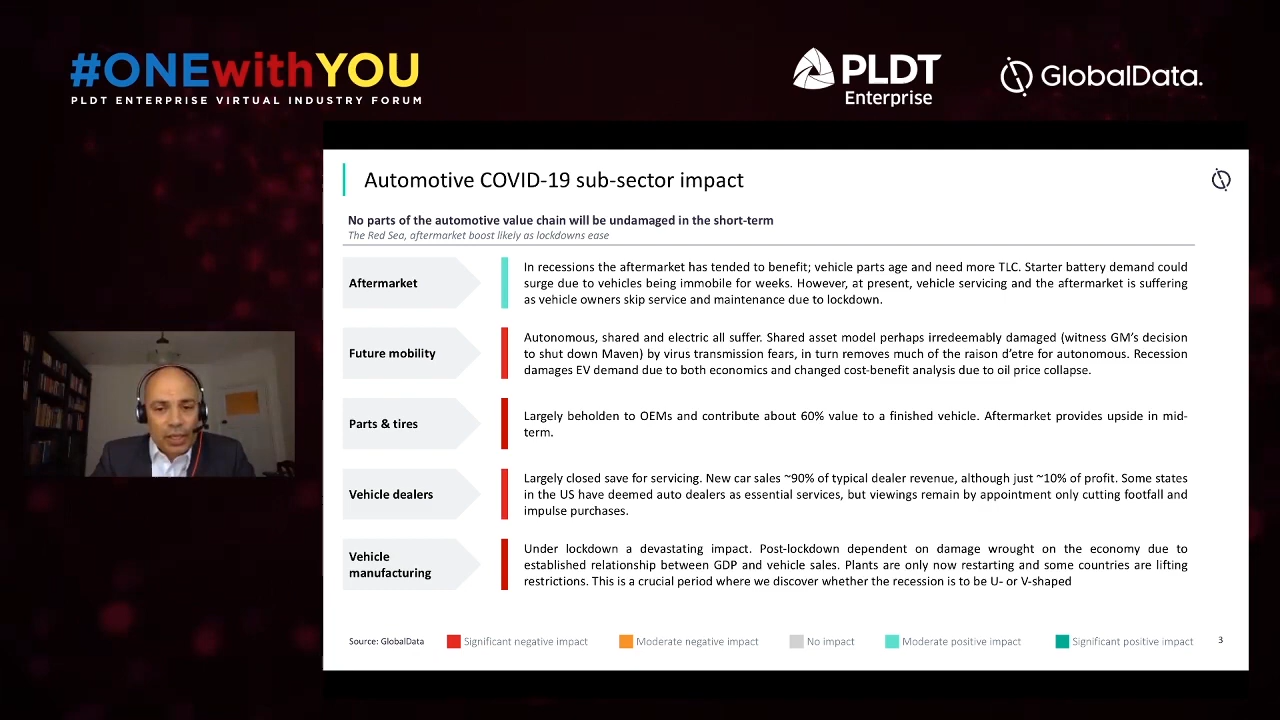 #ONEwithYOU
PLDT ENTERPRISE VIRTUAL INDUSTRY FORUM
PLDT
Enterprise
GlobalData.
Automotive COVID-19 sub-sector impact
No parts of the automotive value chain will be undamaged in the short-term
The Red Sea, aftermarket boost likely as lockdowns ease
Aftermarket
In recessions the aftermarket has tended to benefit; vehicle parts age and need more TLC. Starter battery demand could
surge due to vehicles being immobile for weeks. However, at present, vehicle servicing and the aftermarket is suffering
as vehicle owners skip service and maintenance due to lockdown.
Future mobility
Autonomous, shared and electric all suffer. Shared asset model perhaps irredeemably damaged (witness GM's decision
to shut down Maven) by virus transmission fears, in turn removes much of the raison d'etre for autonomous. Recession
damages EV demand due to both economics and changed cost-benefit analysis due to oil price collapse.
Parts & tires
Largely beholden to OEMs and contribute about 60% value to a finished vehicle. Aftermarket provides upside in mid-
term.
Vehicle dealers
Largely closed save for servicing. New car sales ~90% of typical dealer revenue, although just ~10% of profit. Some states
in the US have deemed auto dealers as essential services, but viewings remain by appointment only cutting footfall and
impulse purchases.
Vehicle
manufacturing
Under lockdown a devastating impact. Post-lockdown dependent on damage wrought on the economy due to
established relationship between GDP and vehicle sales. Plants are only now restarting and some countries are lifting
restrictions. This is a crucial period where we discover whether the recession is to be U- or V-shaped
Source: GlobalData
Significant negative impact
Moderate negative impact
No impact
Moderate positive impact
Significant positive impact
3